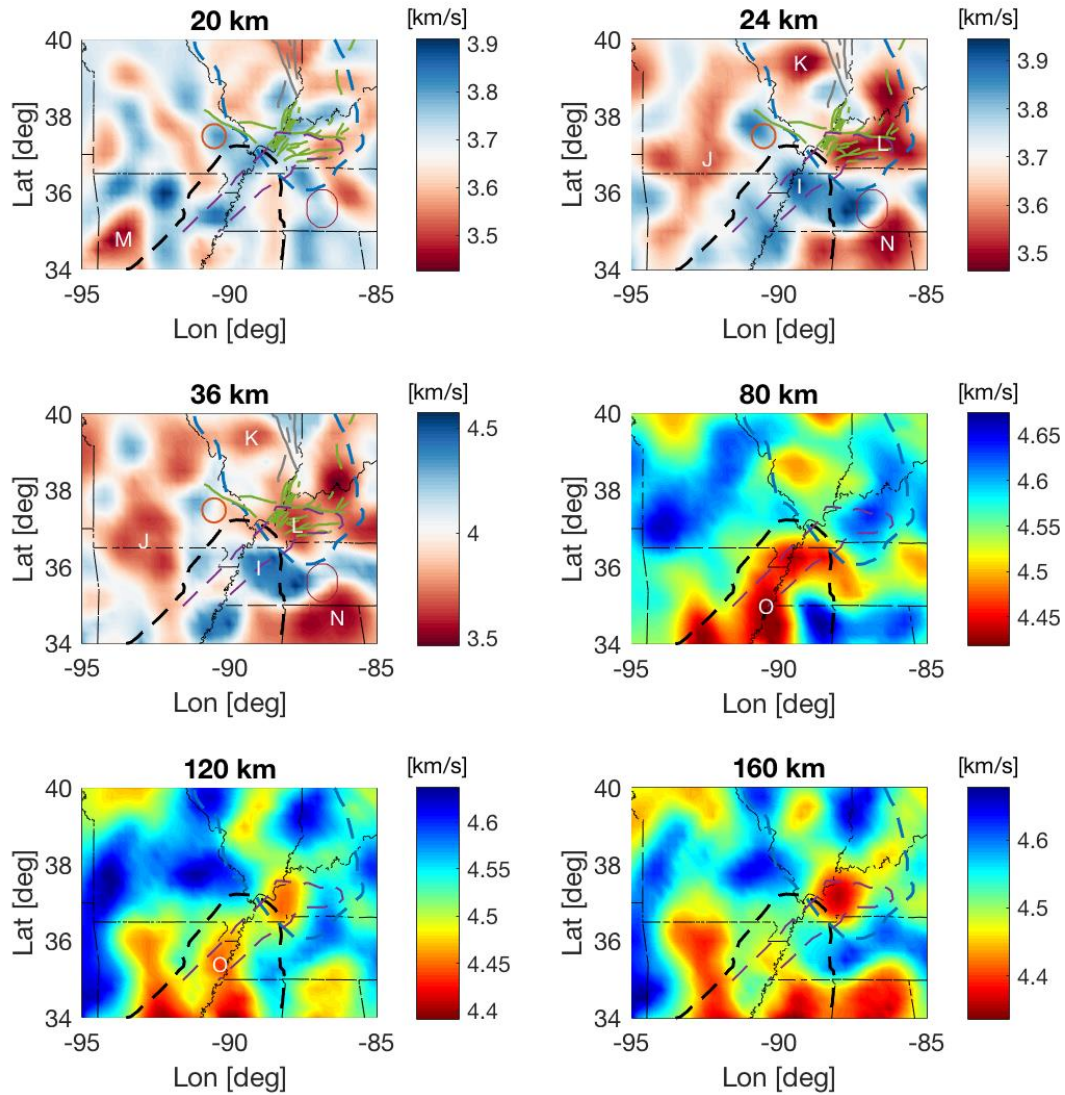 20 km
[km/s]
40
38
36
34
Lat [deg]
M
-95
-90
-85
Lon [deg]
3.9
3.8
3.7
3.6
3.5
24 km
[km/s]
40
38
36
34
Lat [deg]
K
L
J
I
N
-95
-90
-85
Lon [deg]
3.9
3.8
3.7
3.6
3.5
36 km
[km/s]
40
38
36
34
Lat [deg]
K
L
J
I
N
-95
-90
-85
Lon [deg]
4.5
4
3.5
80 km
[km/s]
40
38
36
34
Lat [deg]
O
-95
-90
-85
Lon [deg]
4.65
4.6
4.55
4.5
4.45
120 km
[km/s]
40
38
36
34
Lat [deg]
O
-95
-90
-85
Lon [deg]
4.6
4.55
4.5
4.45
4.4
160 km
[km/s]
40
38
36
34
Lat [deg]
-95
-90
-85
Lon [deg]
4.6
4.5
4.4